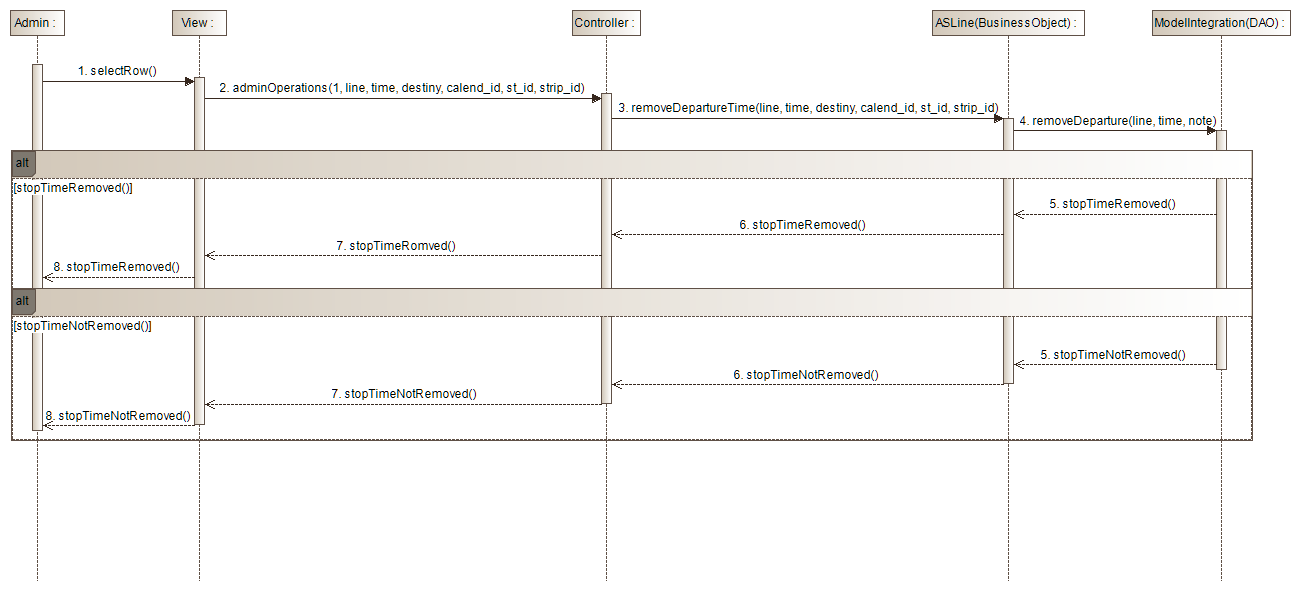 Admin :
View :
Controller :
ASLine(BusinessObject) :
ModelIntegration(DAO) :
1. selectRow()
2. adminOperations(1, line, time, destiny, calend_id, st_id, strip_id)
3. removeDepartureTime(line, time, destiny, calend_id, st_id, strip_id)
4. removeDeparture(line, time, note)
alt
[stopTimeRemoved()]
5. stopTimeRemoved()
6. stopTimeRemoved()
7. stopTimeRomved()
8. stopTimeRemoved()
alt
[stopTimeNotRemoved()]
5. stopTimeNotRemoved()
6. stopTimeNotRemoved()
7. stopTimeNotRemoved()
8. stopTimeNotRemoved()